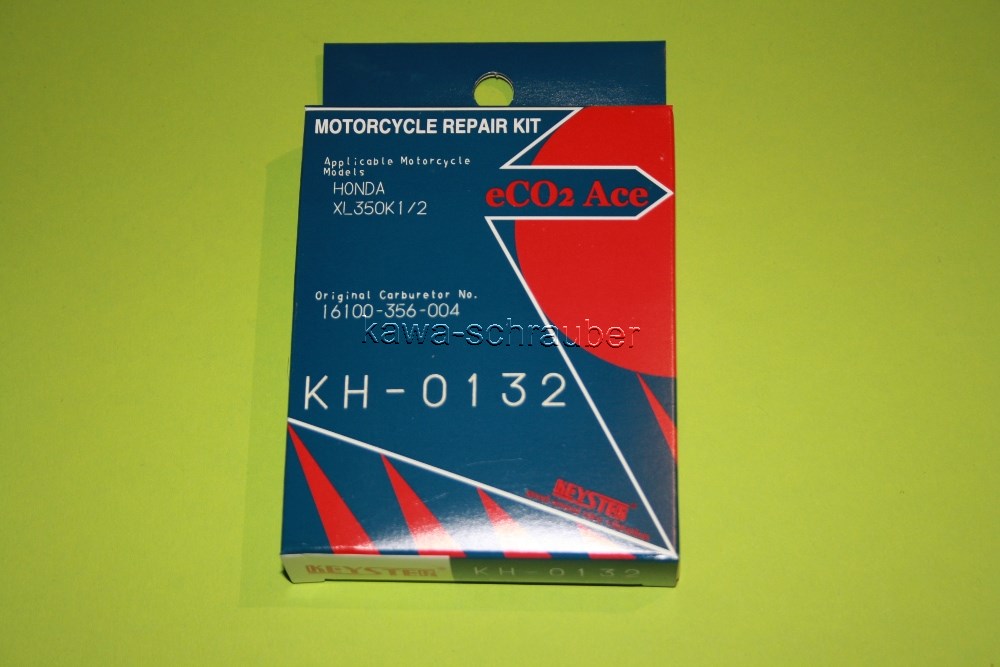 MOTORCYCLE REPAIR KIT
Applicable Motorcycle
Models
HONDA
XL350K1/2
eCO2 Ace
Original Carburetor No.
16100-356-004
kawa-schrauber
KH-0132
KEYSTER
KEYSTER
KH-0132